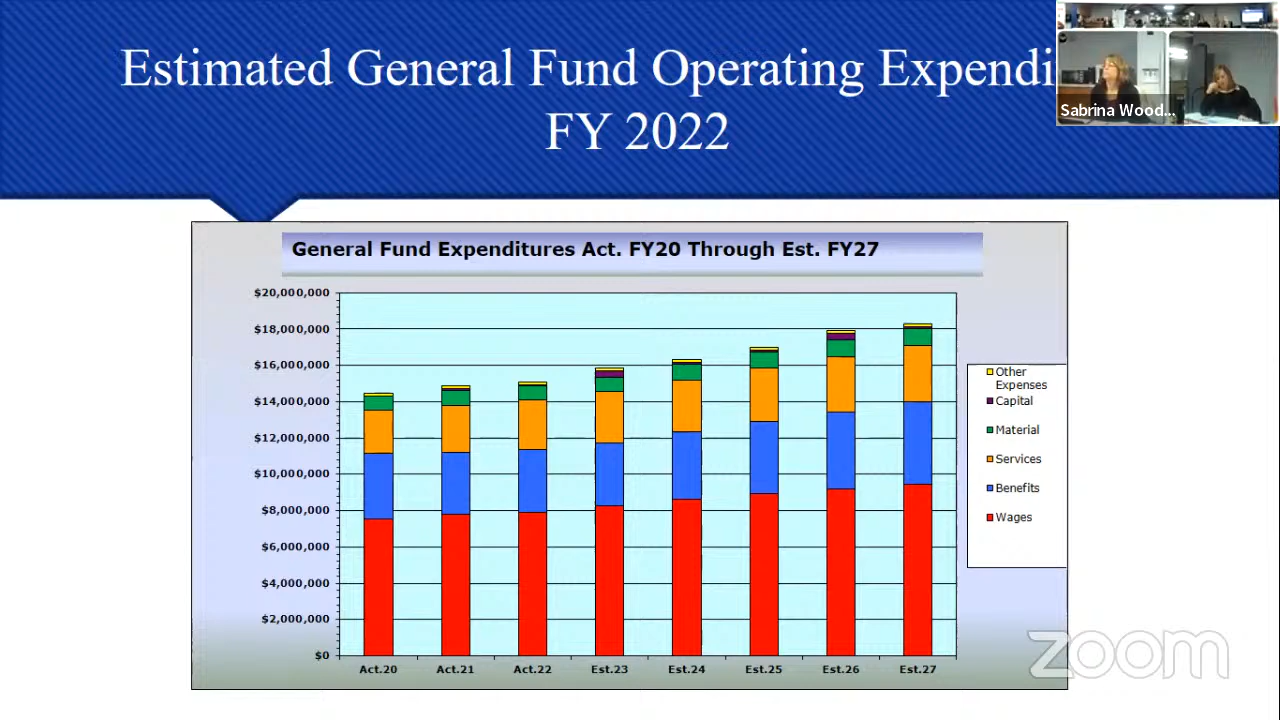 Estimated General Fund Operating Expendi
FY 2022
Sabrina Wood...
General Fund Expenditures Act. FY20 Through Est. FY27
$20,000,000
$18,000,000
$16,000,000
$14,000,000
$12,000,000
$10,000,000
$8,000,000
$6,000,000
$4,000,000
$2,000,000
$0
Act.20 Act.21 Act.22 Est.23 Est.24 Est.25 Est.26 Est.27
Other
Expenses
Capital
Material
Services
Benefits
Wages
zoom